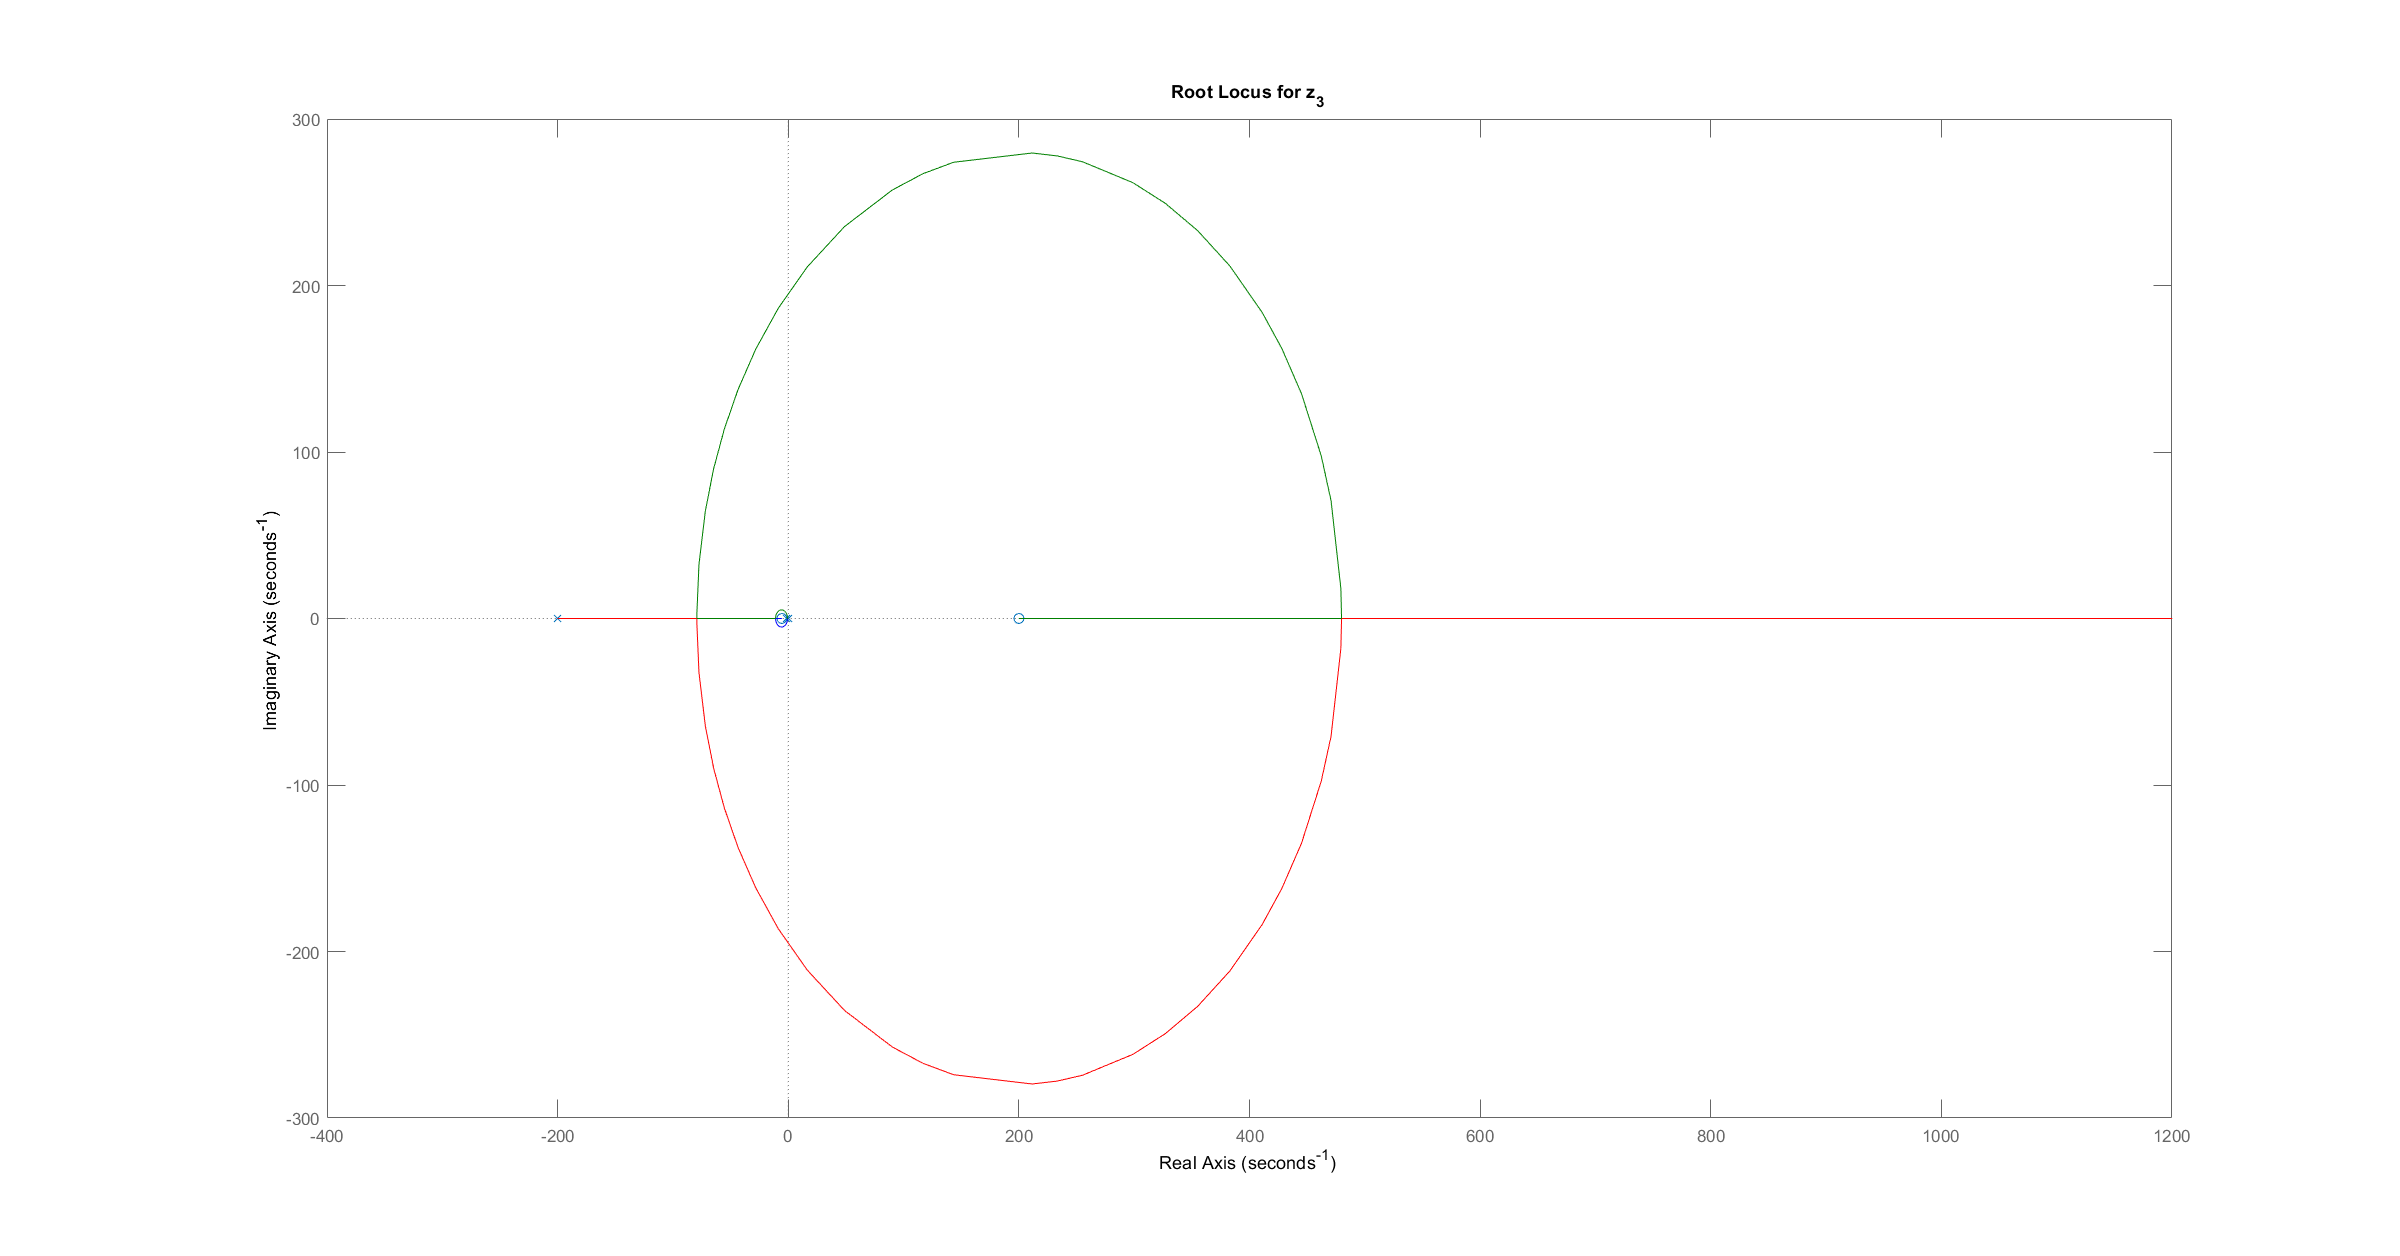 Root Locus for z₃
300
200
100
0
-100
-200
-300
-400 -200 0 200 400 600 800 1000 1200
Imaginary Axis (seconds⁻¹)
Real Axis (seconds⁻¹)